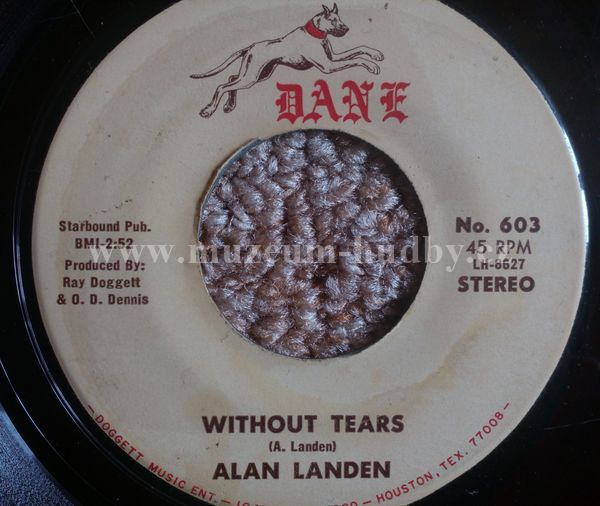 DANE
Starbound Pub.
BMI-2:52
Produced By:
Ray Doggett
& O. D. Dennis
No. 603
45 RPM
LH-6627
STEREO
www.muzeum-hudby.cz
WITHOUT TEARS
(A. Landen)
ALAN LANDEN
— DOGGETT MUSIC ENT. —
HOUSTON, TEX. 77008 —